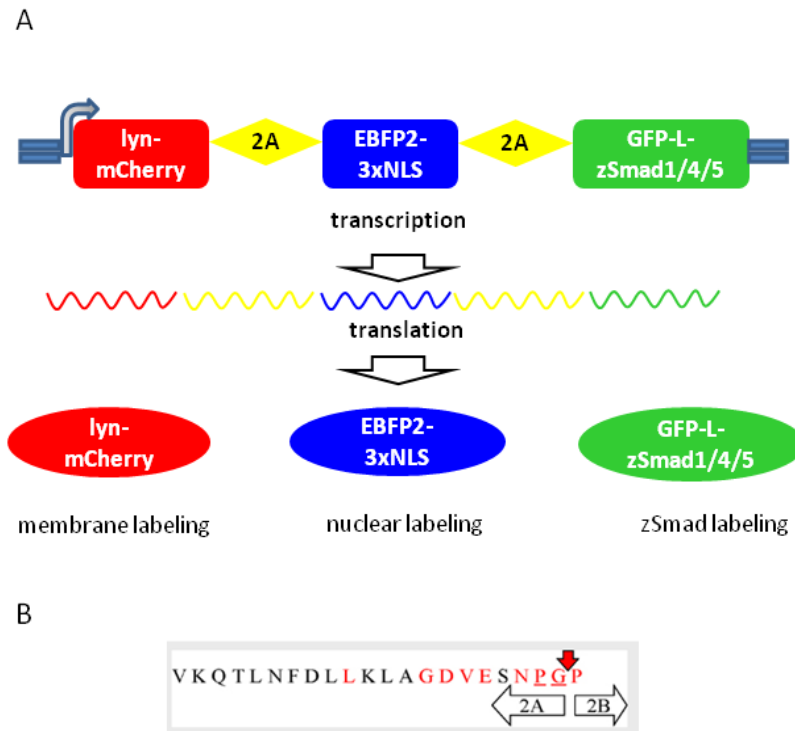 A
lyn-
mCherry
2A
EBFP2-
3xNLS
2A
GFP-L-
zSmad1/4/5
transcription
translation
lyn-
mCherry
EBFP2-
3xNLS
GFP-L-
zSmad1/4/5
membrane labeling
nuclear labeling
zSmad labeling
B
VKQTLNFDLLKLAGDVESNPGP
2A
2B